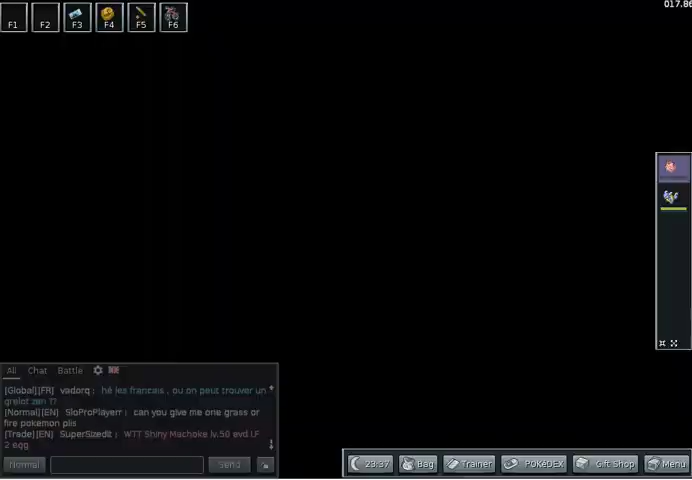 017.86
F1 F2 F3 F4 F5 F6
All Chat Battle
[Global][FR] vadorq : hé les francais , ou on peut trouver un
grelot zen ??
[Normal][EN] SloProPlayerr : can you give me one grass or
fire pokemon plis
[Trade][EN] SuperSizedit : WTT Shiny Machoke lv.50 evd LF
2 egg
Normal Send
23:37 Bag Trainer POKéDEX Gift Shop Menu